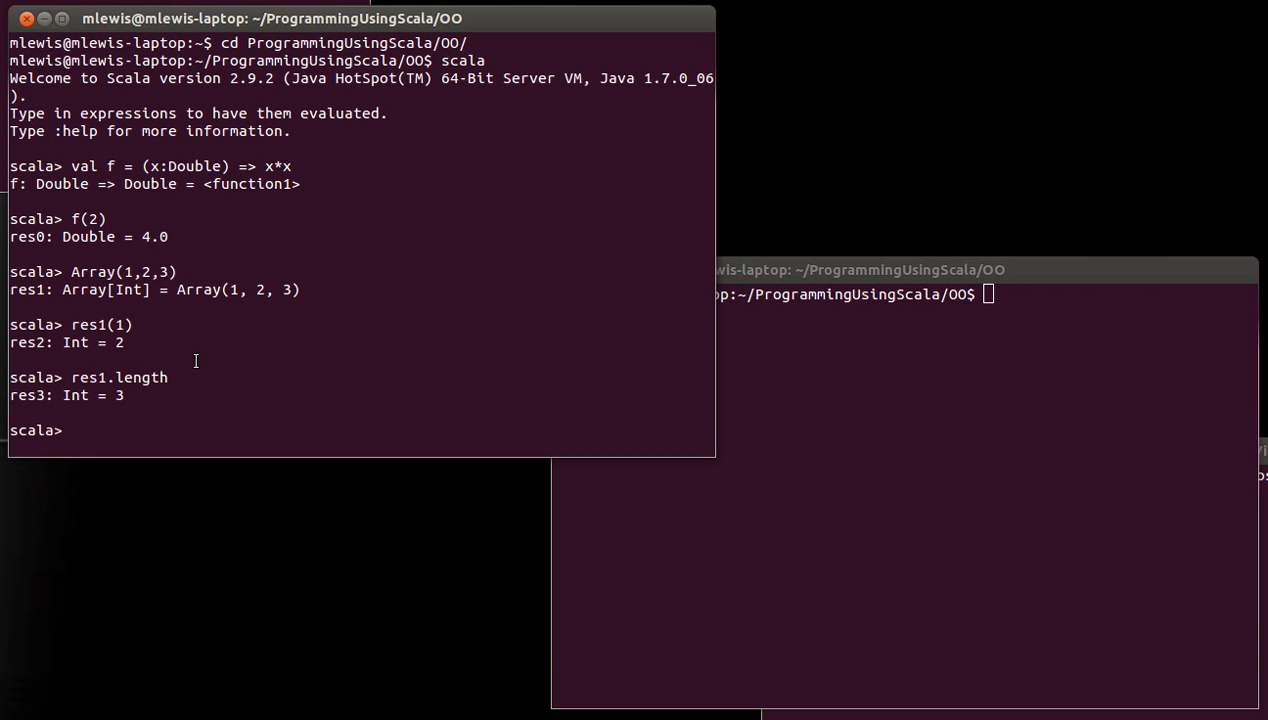 mlewis@mlewis-laptop: ~/ProgrammingUsingScala/OO
mlewis@mlewis-laptop:~$ cd ProgrammingUsingScala/OO/
mlewis@mlewis-laptop:~/ProgrammingUsingScala/OO$ scala
Welcome to Scala version 2.9.2 (Java HotSpot(TM) 64-Bit Server VM, Java 1.7.0_06
).
Type in expressions to have them evaluated.
Type :help for more information.
scala> val f = (x:Double) => x*x
f: Double => Double = <function1>
scala> f(2)
res0: Double = 4.0
scala> Array(1,2,3)
res1: Array[Int] = Array(1, 2, 3)
scala> res1(1)
res2: Int = 2
scala> res1.length
res3: Int = 3
scala>
wis-laptop: ~/ProgrammingUsingScala/OO
op:~/ProgrammingUsingScala/OO$